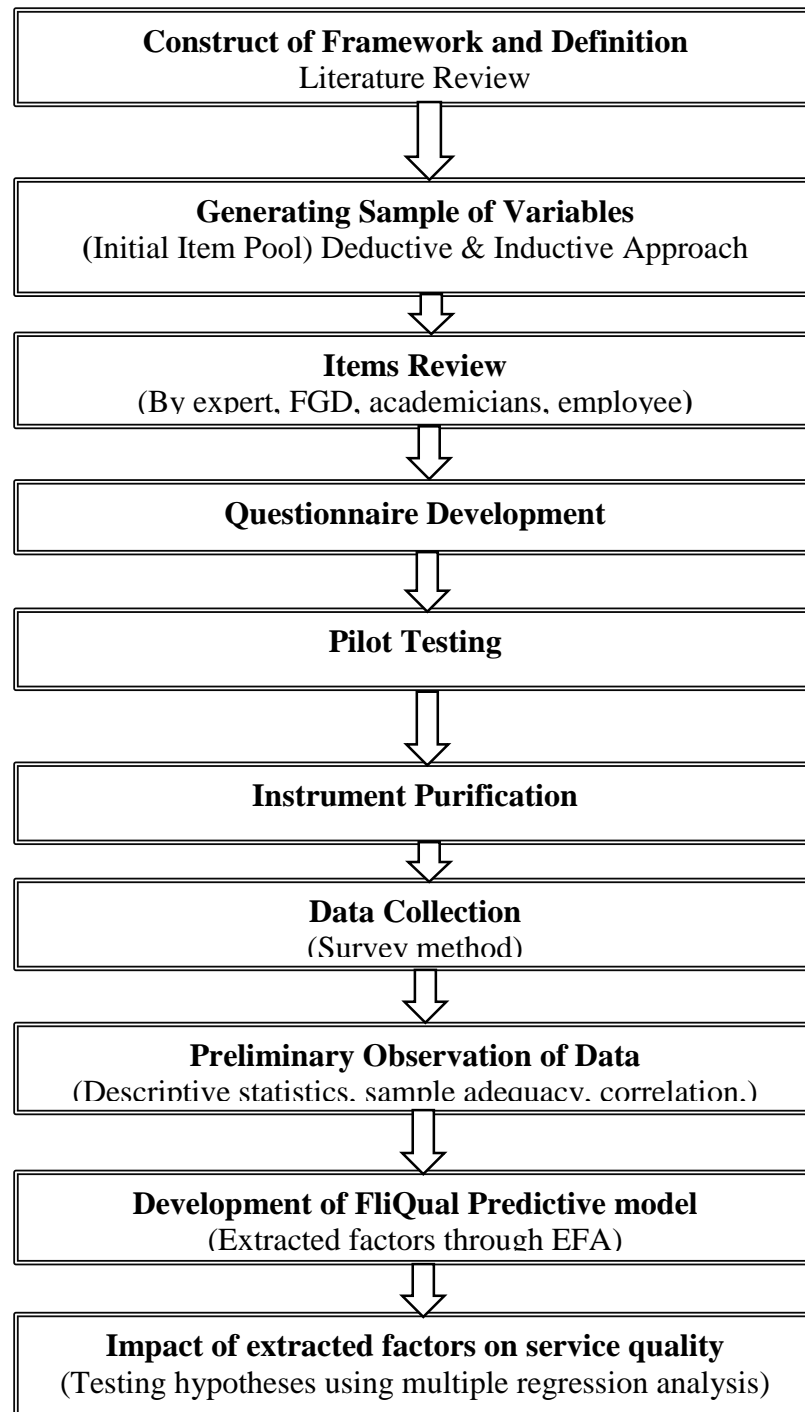 Construct of Framework and Definition
Literature Review
Generating Sample of Variables
(Initial Item Pool) Deductive & Inductive Approach
Items Review
(By expert, FGD, academicians, employee)
Questionnaire Development
Pilot Testing
Instrument Purification
Data Collection
(Survey method)
Preliminary Observation of Data
(Descriptive statistics, sample adequacy, correlation,)
Development of FliQual Predictive model
(Extracted factors through EFA)
Impact of extracted factors on service quality
(Testing hypotheses using multiple regression analysis)